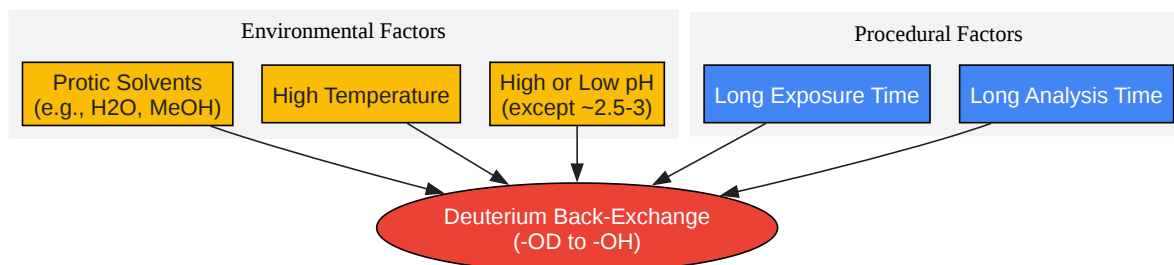 Environmental Factors
Procedural Factors
Protic Solvents
(e.g., H2O, MeOH)
High Temperature
High or Low pH
(except ~2.5-3)
Long Exposure Time
Long Analysis Time
Deuterium Back-Exchange
(-OD to -OH)